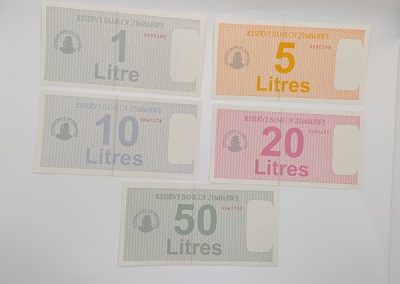 RESERVE BANK OF ZIMBABWE
1
Litre
RESERVE BANK OF ZIMBABWE
5
Litres
RESERVE BANK OF ZIMBABWE
10
Litres
RESERVE BANK OF ZIMBABWE
20
Litres
RESERVE BANK OF ZIMBABWE
50
Litres